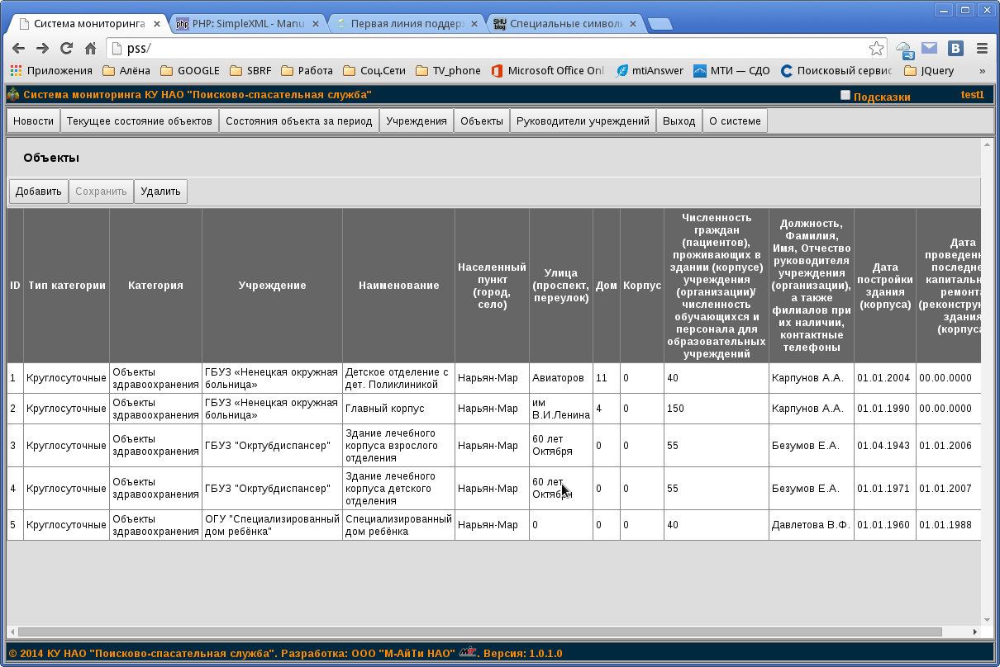 Система мониторинга
PHP: SimpleXML - Manu
Первая линия поддер
Специальные символь
pss/
Приложения Алёна GOOGLE SBRF Работа Соц.Сети TV_phone Microsoft Office Onl mtiAnswer МТИ — СДО Поисковый сервис JQuery »
Система мониторинга КУ НАО "Поисково-спасательная служба" Подсказки test1
Новости Текущее состояние объектов Состояния объекта за период Учреждения Объекты Руководители учреждений Выход О системе
Объекты
Добавить Сохранить Удалить
ID
Тип категории
Категория
Учреждение
Наименование
Населенный
пункт
(город,
село)
Улица
(проспект,
переулок)
Дом
Корпус
Численность
граждан
(пациентов),
проживающих в
здании (корпусе)
учреждения
(организации)/
численность
обучающихся и
персонала для
образовательных
учреждений
Должность,
Фамилия,
Имя, Отчество
руководителя
учреждения
(организации),
а также
филиалов при
их наличии,
контактные
телефоны
Дата
постройки
здания
(корпуса)
Дата
проведен
последне
капитальн
ремонт
(реконстру
здания
(корпуса
1 Круглосуточные Объекты здравоохранения ГБУЗ «Ненецкая окружная больница» Детское отделение с дет. Поликлиникой Нарьян-Мар Авиаторов 11 0 40 Карпунов А.А. 01.01.2004 00.00.0000
2 Круглосуточные Объекты здравоохранения ГБУЗ «Ненецкая окружная больница» Главный корпус Нарьян-Мар им В.И.Ленина 4 0 150 Карпунов А.А. 01.01.1990 00.00.0000
3 Круглосуточные Объекты здравоохранения ГБУЗ "Окртубдиспансер" Здание лечебного корпуса взрослого отделения Нарьян-Мар 60 лет Октября 0 0 55 Безумов Е.А. 01.04.1943 01.01.2006
4 Круглосуточные Объекты здравоохранения ГБУЗ "Окртубдиспансер" Здание лечебного корпуса детского отделения Нарьян-Мар 60 лет Октября 0 0 55 Безумов Е.А. 01.01.1971 01.01.2007
5 Круглосуточные Объекты здравоохранения ОГУ "Специализированный дом ребёнка" Специализированный дом ребёнка Нарьян-Мар 0 0 0 40 Давлетова В.Ф. 01.01.1960 01.01.1988
© 2014 КУ НАО "Поисково-спасательная служба". Разработка: ООО "М-АйТи НАО" . Версия: 1.0.1.0